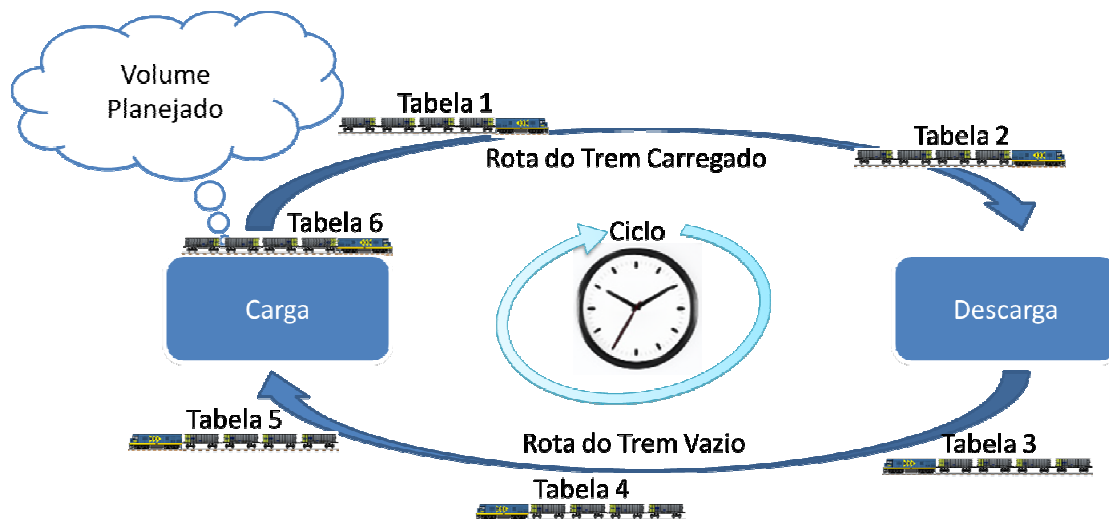 Volume
Planejado
Tabela 1
Tabela 2
Rota do Trem Carregado
Tabela 6
Ciclo
Carga
Descarga
Tabela 5
Rota do Trem Vazio
Tabela 3
Tabela 4